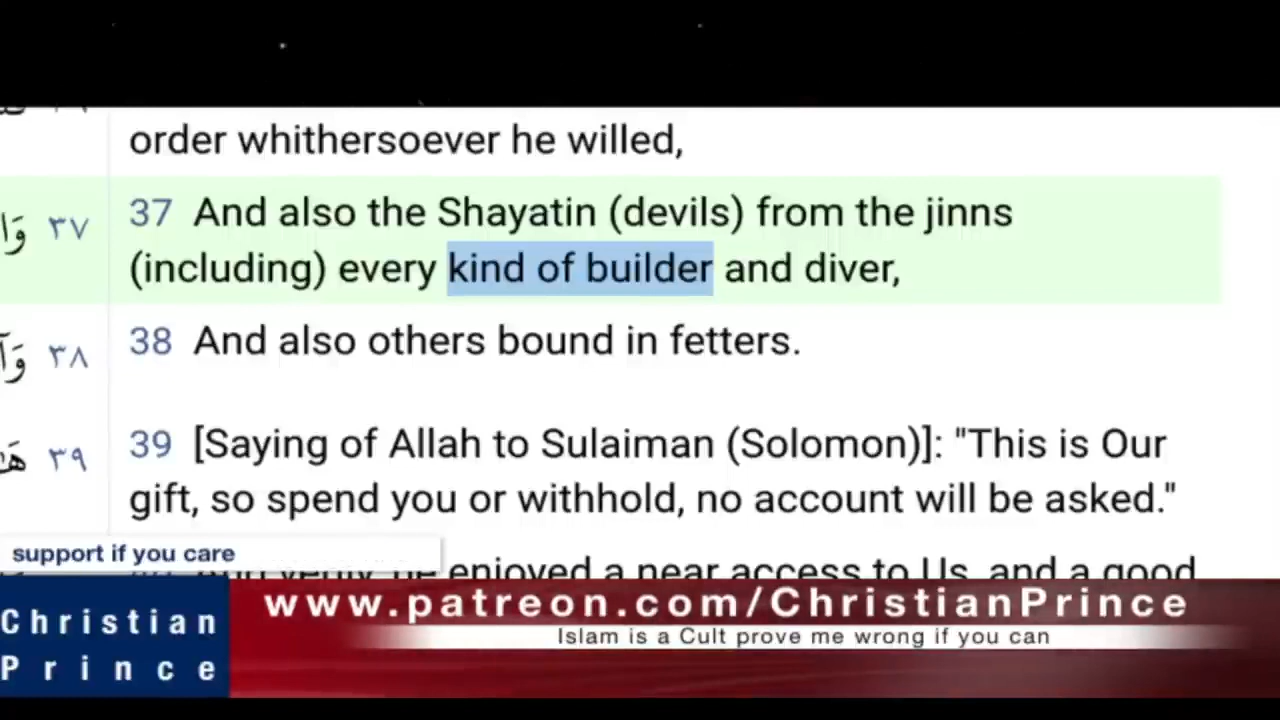 order whithersoever he willed,
٣٧ 37 And also the Shayatin (devils) from the jinns
(including) every kind of builder and diver,
٣٨ 38 And also others bound in fetters.
٣٩ 39 [Saying of Allah to Sulaiman (Solomon)]: "This is Our
gift, so spend you or withhold, no account will be asked."
support if you care
enjoyed a near access to Us, and a good
Christian
Prince
www.patreon.com/ChristianPrince
Islam is a Cult prove me wrong if you can